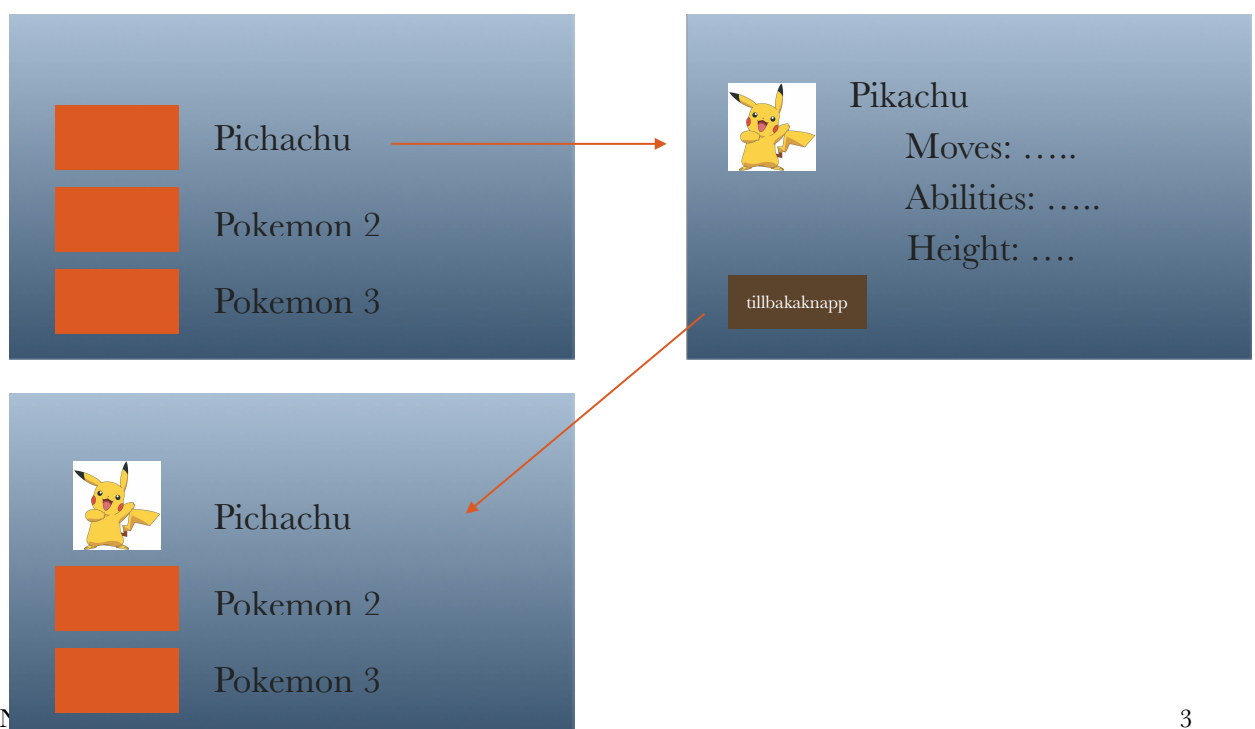 Pichachu
Pokemon 2
Pokemon 3
Pikachu
Moves: …..
Abilities: …..
Height: ….
tillbakaknapp
Pichachu
Pokemon 2
Pokemon 3
3